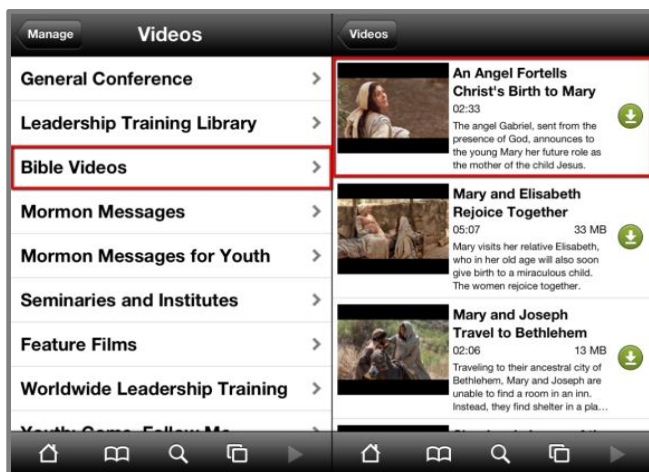 Manage
Videos
General Conference
Leadership Training Library
Bible Videos
Mormon Messages
Mormon Messages for Youth
Seminaries and Institutes
Feature Films
Worldwide Leadership Training
Youth: Come, Follow Me
Videos
An Angel Fortells
Christ's Birth to Mary
02:33
The angel Gabriel, sent from the
presence of God, announces to
the young Mary her future role as
the mother of the child Jesus.
Mary and Elisabeth
Rejoice Together
05:07 33 MB
Mary visits her relative Elisabeth,
who in her old age will also soon
give birth to a miraculous child.
The women rejoice together.
Mary and Joseph
Travel to Bethlehem
02:06 13 MB
Traveling to their ancestral city of
Bethlehem, Mary and Joseph are
unable to find a room in an inn.
Instead, they find shelter in a pla...